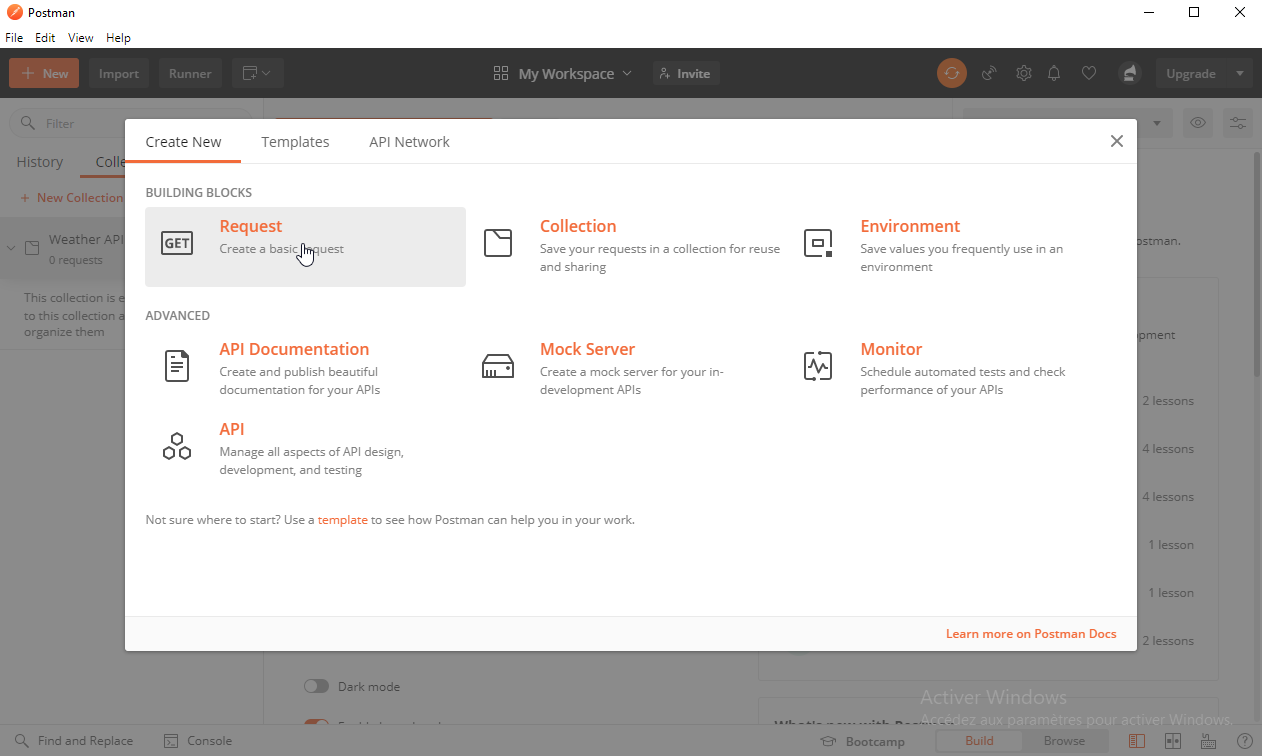 Postman
File Edit View Help
New Import Runner My Workspace Invite Upgrade
Filter
History Colle
New Collection
Weather API
0 requests
This collection is e
to this collection a
organize them
Create New Templates API Network
BUILDING BLOCKS
GET
Request
Create a basic request
Collection
Save your requests in a collection for reuse
and sharing
Environment
Save values you frequently use in an
environment
ADVANCED
API Documentation
Create and publish beautiful
documentation for your APIs
Mock Server
Create a mock server for your in-
development APIs
Monitor
Schedule automated tests and check
performance of your APIs
API
Manage all aspects of API design,
development, and testing
Not sure where to start? Use a template to see how Postman can help you in your work.
Learn more on Postman Docs
ostman.
pment
2 lessons
4 lessons
4 lessons
1 lesson
1 lesson
2 lessons
Dark mode
What's new with Postman
Activer Windows
Accédez aux paramètres pour activer Windows.
Find and Replace Console Bootcamp Build Browse